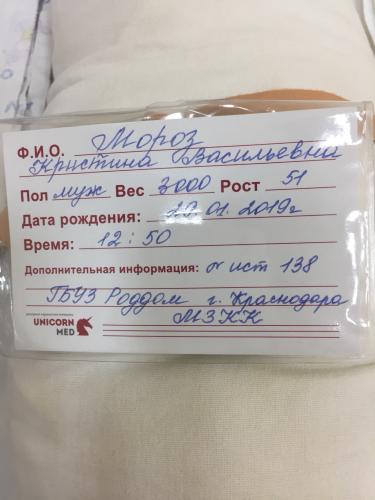 Ф.И.О. Мороз
Кристина Васильевна
Пол муж Вес 3000 Рост 51
Дата рождения: 20.01.2019г
Время: 12:50
Дополнительная информация: ист 138
ГБУЗ Роддом г. Краснодара
МЗКК
UNICORN
MED